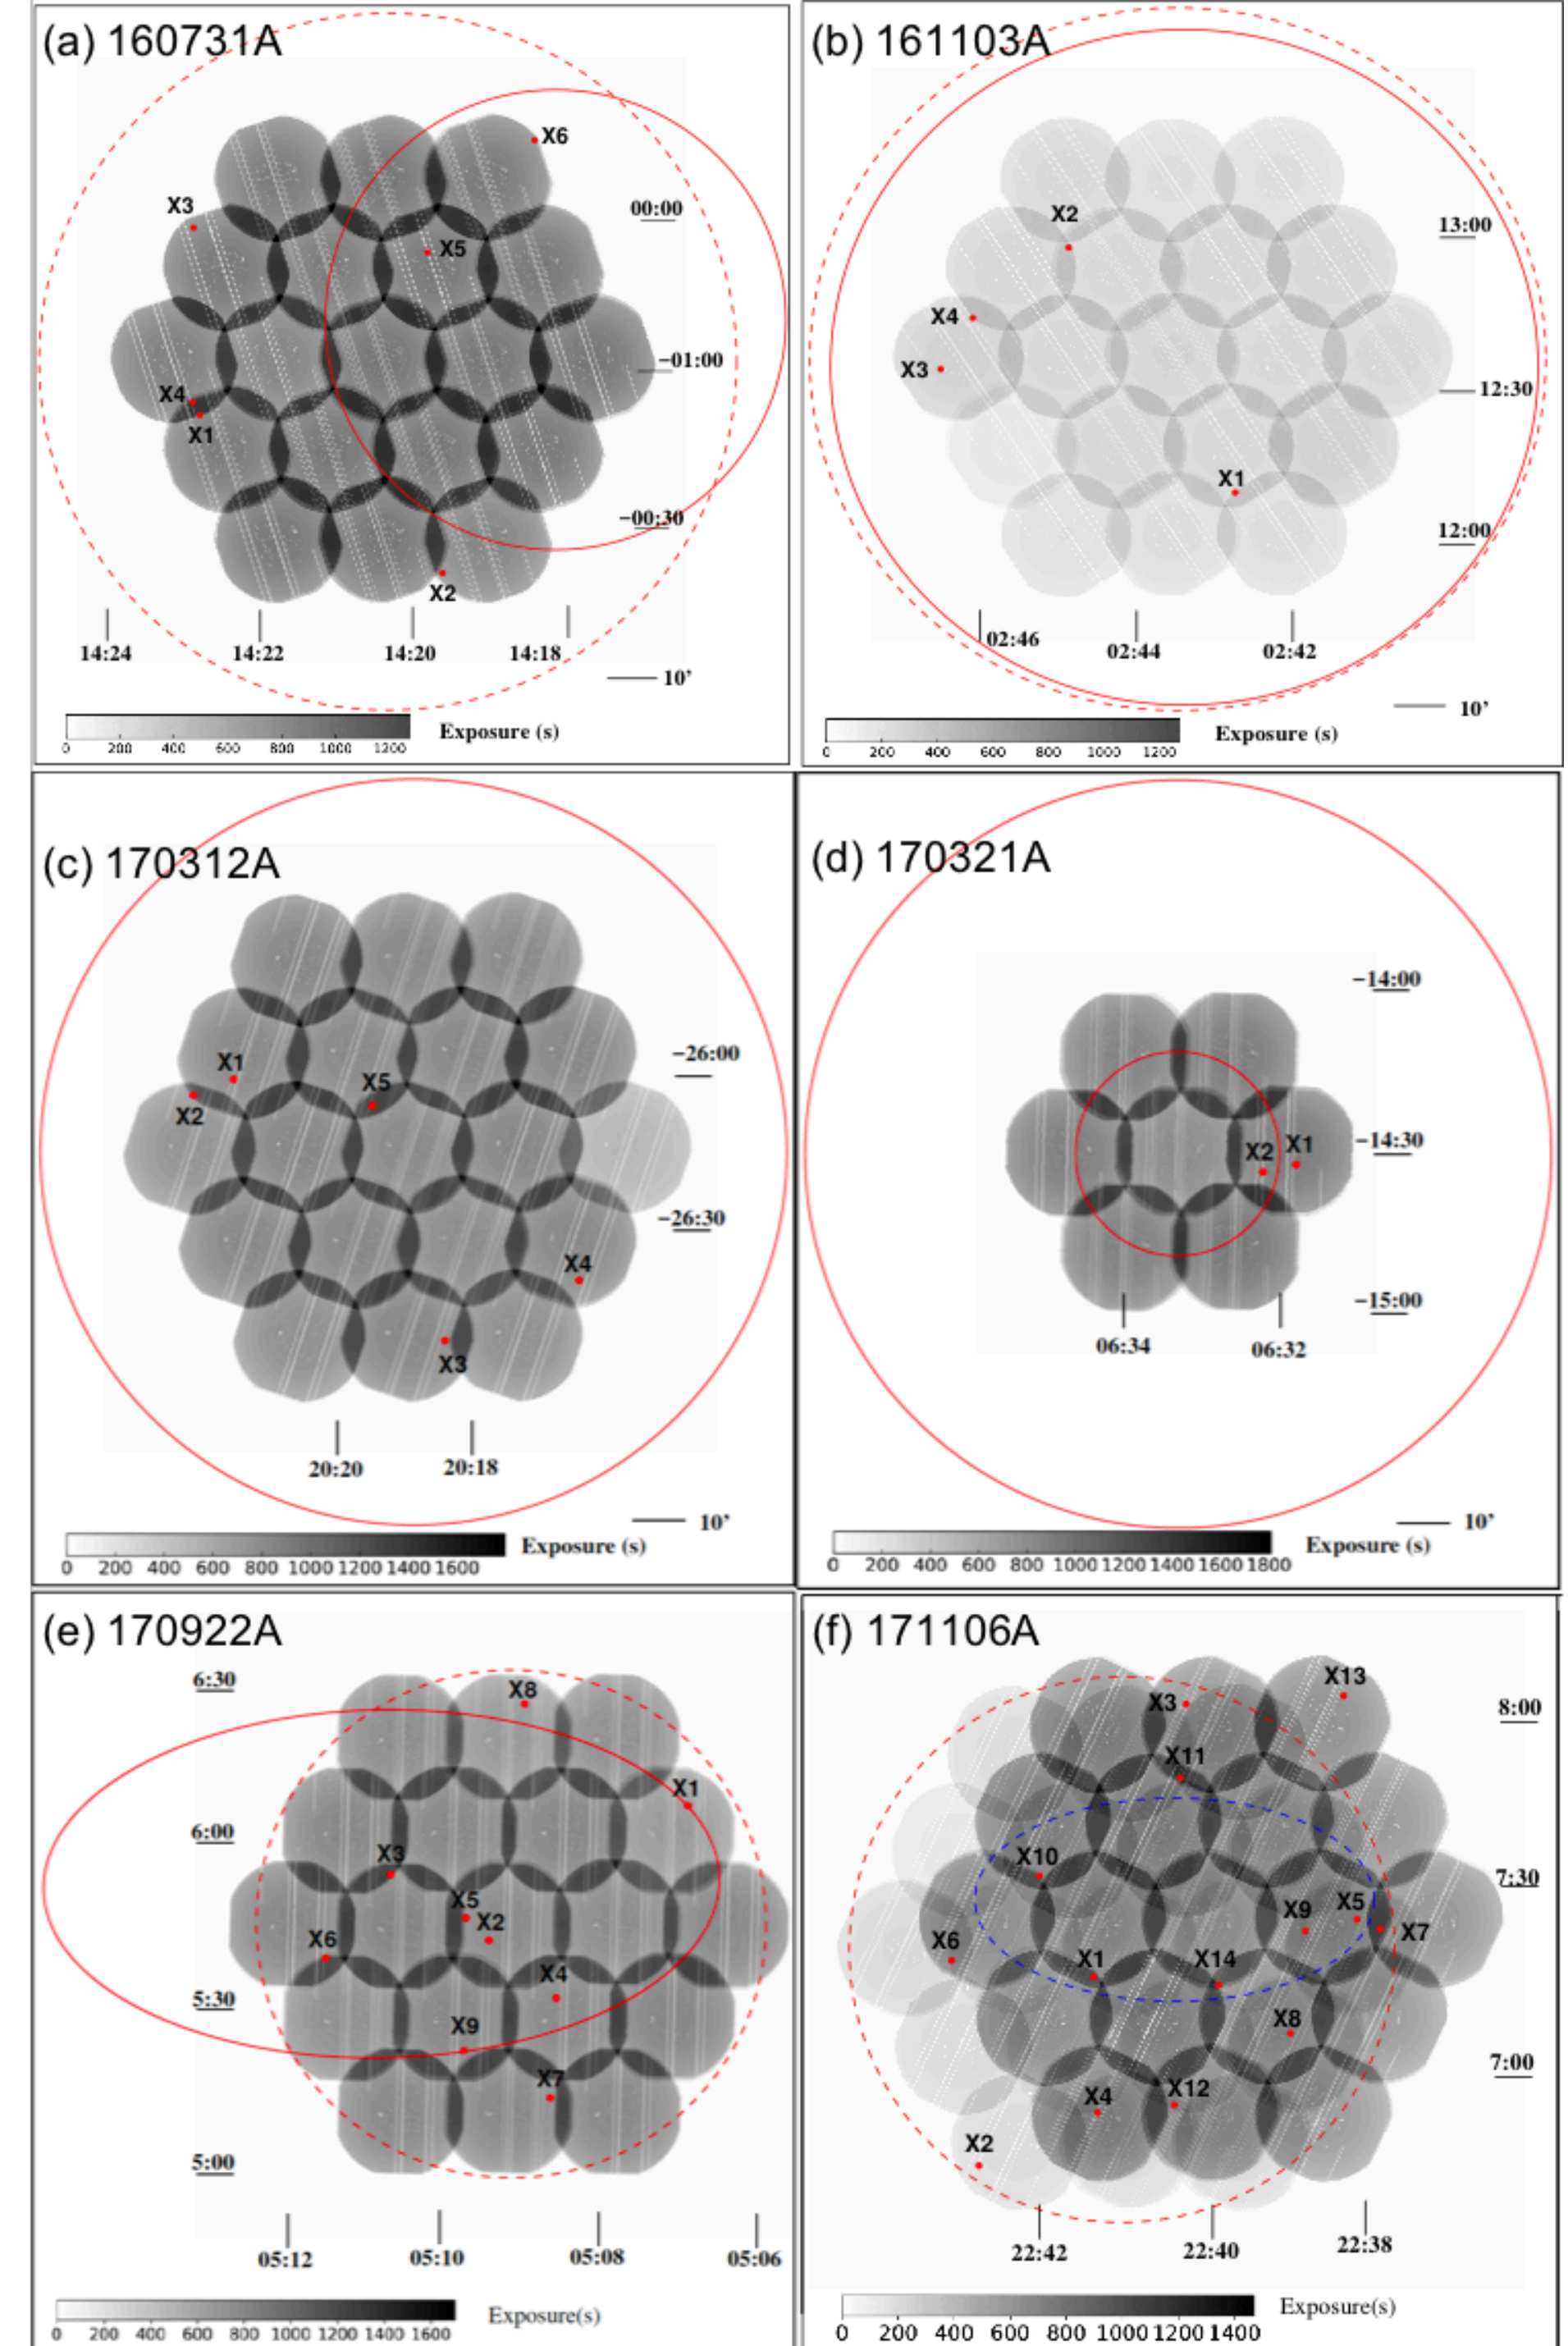 (a) 160731A
X6
X3
00:00
X5
−01:00
X4
X1
−00:30
X2
14:24 14:22 14:20 14:18
10'
0 200 400 600 800 1000 1200
Exposure (s)
(b) 161103A
X2
13:00
X4
X3
12:30
X1
12:00
02:46 02:44 02:42
10'
0 200 400 600 800 1000 1200
Exposure (s)
(c) 170312A
−26:00
X1
X5
X2
−26:30
X4
X3
20:20 20:18
10'
0 200 400 600 800 1000 1200 1400 1600
Exposure (s)
(d) 170321A
−14:00
X2 X1 −14:30
−15:00
06:34 06:32
10'
0 200 400 600 800 1000 1200 1400 1600 1800
Exposure (s)
(e) 170922A
6:30
X8
X1
6:00
X3
X5
X2
X6
X4
5:30
X9
X7
5:00
05:12 05:10 05:08 05:06
0 200 400 600 800 1000 1200 1400 1600
Exposure(s)
(f) 171106A
X13
X3
8:00
X11
X10
7:30
X9 X5
X7
X6
X1 X14
X8
7:00
X4 X12
X2
22:42 22:40 22:38
0 200 400 600 800 1000 1200 1400
Exposure(s)